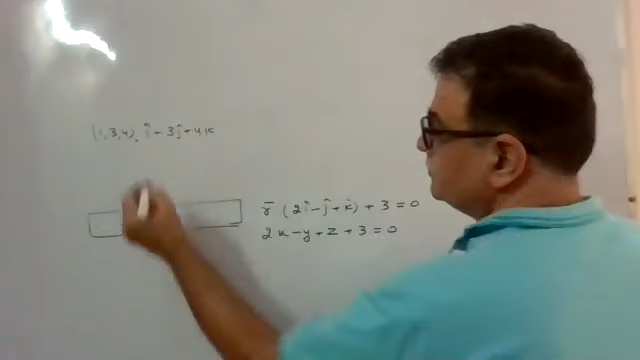 (1,3,4). î + 3ĵ + 4k
r̄ (2î - ĵ + k̂) + 3 = 0
2x - y + z + 3 = 0